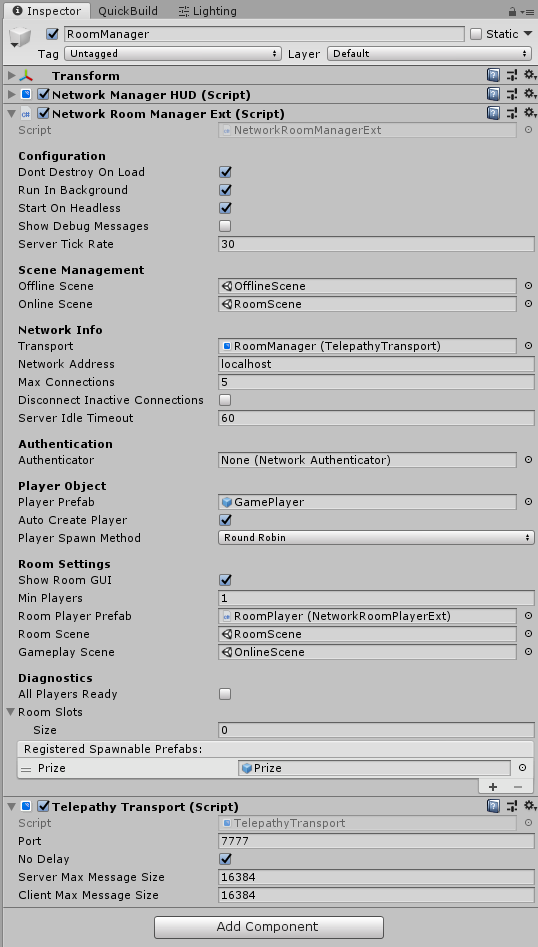 Inspector QuickBuild Lighting
RoomManager Static
Tag Untagged Layer Default
Transform
Network Manager HUD (Script)
Network Room Manager Ext (Script)
Script NetworkRoomManagerExt
Configuration
Dont Destroy On Load
Run In Background
Start On Headless
Show Debug Messages
Server Tick Rate 30
Scene Management
Offline Scene OfflineScene
Online Scene RoomScene
Network Info
Transport RoomManager (TelepathyTransport)
Network Address localhost
Max Connections 5
Disconnect Inactive Connections
Server Idle Timeout 60
Authentication
Authenticator None (Network Authenticator)
Player Object
Player Prefab GamePlayer
Auto Create Player
Player Spawn Method Round Robin
Room Settings
Show Room GUI
Min Players 1
Room Player Prefab RoomPlayer (NetworkRoomPlayerExt)
Room Scene RoomScene
Gameplay Scene OnlineScene
Diagnostics
All Players Ready
Room Slots
Size 0
Registered Spawnable Prefabs:
Prize Prize
Telepathy Transport (Script)
Script TelepathyTransport
Port 7777
No Delay
Server Max Message Size 16384
Client Max Message Size 16384
Add Component